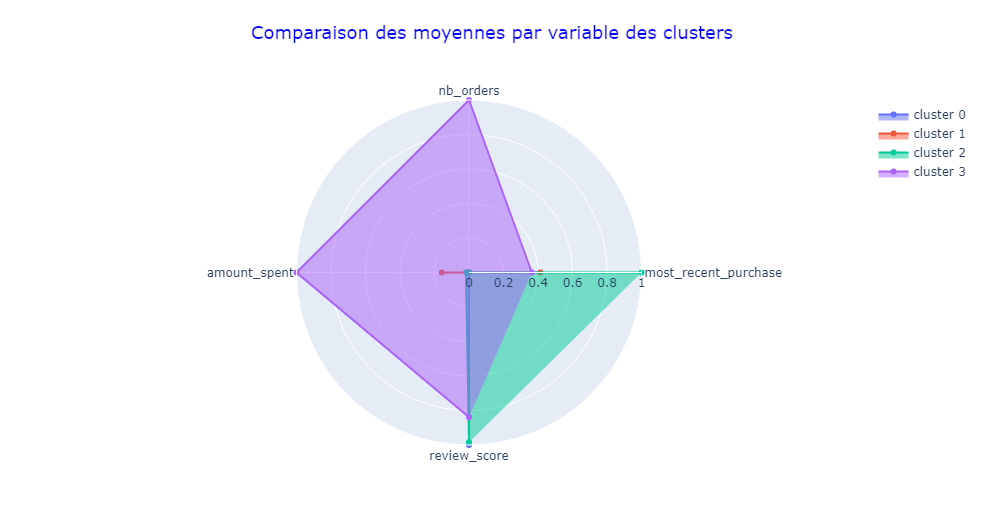 Comparaison des moyennes par variable des clusters
nb_orders
cluster 0
cluster 1
cluster 2
cluster 3
amount_spent
most_recent_purchase
0 0.2 0.4 0.6 0.8 1
review_score